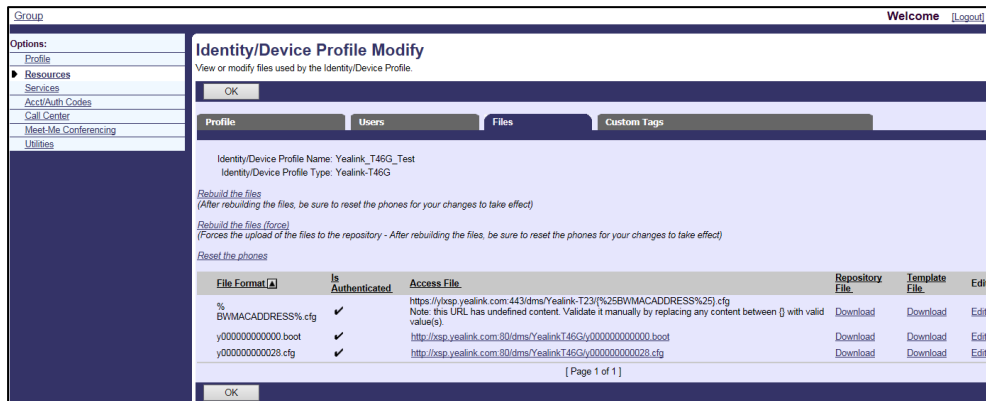 Group
Welcome [Logout]
Options:
Profile
Resources
Services
Acct/Auth Codes
Call Center
Meet-Me Conferencing
Utilities
Identity/Device Profile Modify
View or modify files used by the Identity/Device Profile.
OK
Profile Users Files Custom Tags
Identity/Device Profile Name: Yealink_T46G_Test
Identity/Device Profile Type: Yealink-T46G
Rebuild the files
(After rebuilding the files, be sure to reset the phones for your changes to take effect)
Rebuild the files (force)
(Forces the upload of the files to the repository - After rebuilding the files, be sure to reset the phones for your changes to take effect)
Reset the phones
File Format Is Authenticated Access File Repository File Template File Edit
%BWMACADDRESS%.cfg ✔ https://ylxsp.yealink.com:443/dms/Yealink-T23/{%25BWMACADDRESS%25}.cfg
Note: this URL has undefined content. Validate it manually by replacing any content between {} with valid value(s). Download Download Edit
y000000000000.boot ✔ http://xsp.yealink.com:80/dms/YealinkT46G/y000000000000.boot Download Download Edit
y000000000028.cfg ✔ http://xsp.yealink.com:80/dms/YealinkT46G/y000000000028.cfg Download Download Edit
[ Page 1 of 1 ]
OK